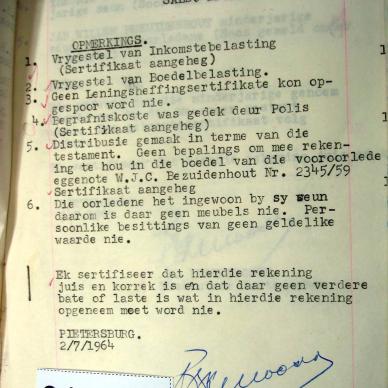 OPMERKINGS.
1. Vrygestel van Inkomstebelasting
(Sertifikaat aangeheg)
2. Vrygestel van Boedelbelasting.
3. Geen Leningsheffingsertifikate kon op-
gespoor word nie.
4. Begrafniskoste was gedek deur Polis
(Sertifikaat aangeheg)
5. Distribusie gemaak in terme van die
testament. Geen bepalings om mee reken-
ing te hou in die boedel van die vooroorlede
eggenote W.J.C. Bezuidenhout Nr. 2345/59
Sertifikaat aangeheg
6. Die oorledene het ingewoon by sy seun
daarom is daar geen meubels nie. Per-
soonlike besittings van geen geldelike
waarde nie.
Ek sertifiseer dat hierdie rekening
juis en korrek is en dat daar geen verdere
bate of laste is wat in hierdie rekening
opgeneem moet word nie.
PIETERSBURG.
2/7/1964